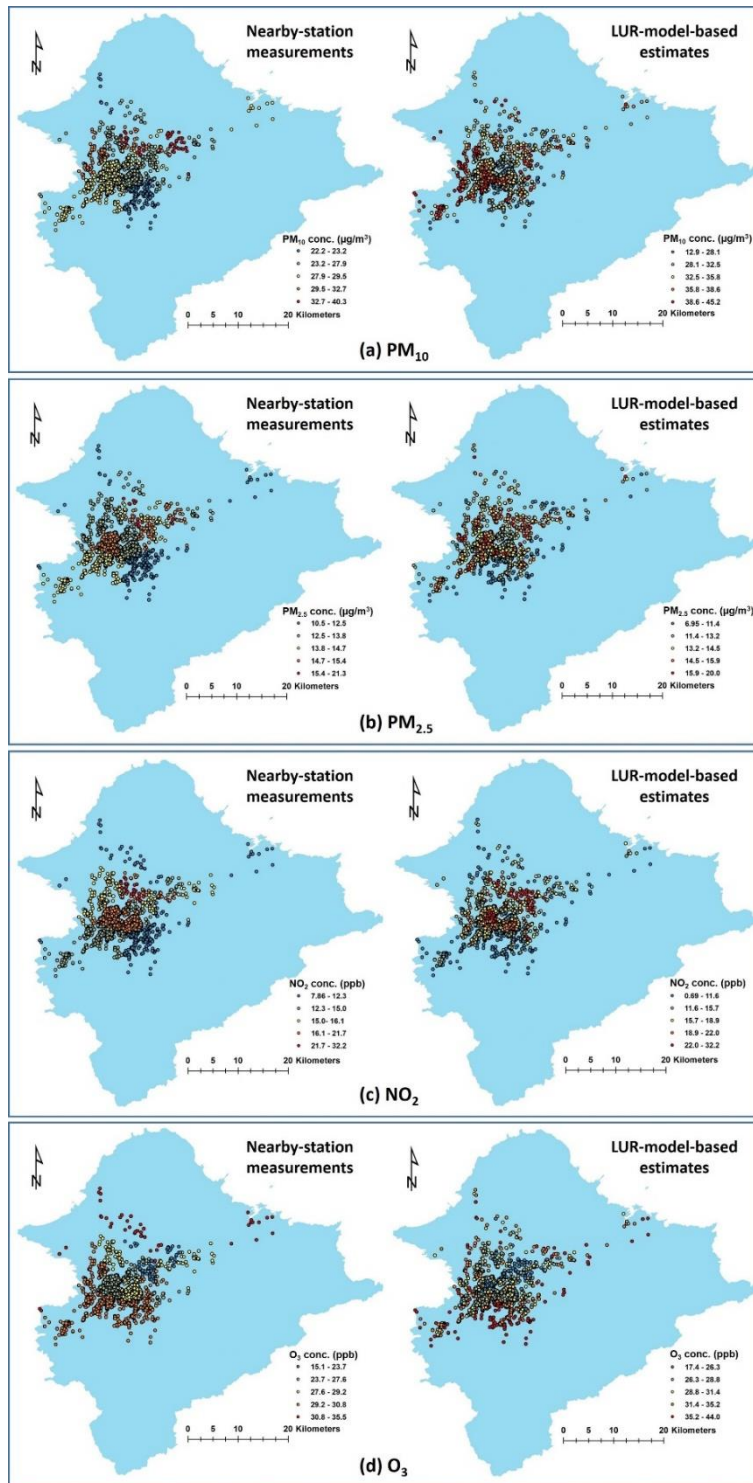 Nearby-station
measurements
N
PM10 conc. (µg/m³)
22.2 - 23.2
23.2 - 27.9
27.9 - 29.5
29.5 - 32.7
32.7 - 40.3
0 5 10 20
Kilometers
LUR-model-based
estimates
N
PM10 conc. (µg/m³)
12.9 - 28.1
28.1 - 32.5
32.5 - 35.8
35.8 - 38.6
38.6 - 45.2
0 5 10 20
Kilometers
(a) PM10
Nearby-station
measurements
N
PM2.5 conc. (µg/m³)
10.5 - 12.5
12.5 - 13.8
13.8 - 14.7
14.7 - 15.4
15.4 - 21.3
0 5 10 20
Kilometers
LUR-model-based
estimates
N
PM2.5 conc. (µg/m³)
6.95 - 11.4
11.4 - 13.2
13.2 - 14.5
14.5 - 15.9
15.9 - 20.0
0 5 10 20
Kilometers
(b) PM2.5
Nearby-station
measurements
N
NO2 conc. (ppb)
7.86 - 12.3
12.3 - 15.0
15.0- 16.1
16.1 - 21.7
21.7 - 32.2
0 5 10 20
Kilometers
LUR-model-based
estimates
N
NO2 conc. (ppb)
0.69 - 11.6
11.6 - 15.7
15.7 - 18.9
18.9 - 22.0
22.0 - 32.2
0 5 10 20
Kilometers
(c) NO2
Nearby-station
measurements
N
O3 conc. (ppb)
15.1 - 23.7
23.7 - 27.6
27.6 - 29.2
29.2 - 30.8
30.8 - 35.5
0 5 10 20
Kilometers
LUR-model-based
estimates
N
O3 conc. (ppb)
17.4 - 26.3
26.3 - 28.8
28.8 - 31.4
31.4 - 35.2
35.2 - 44.0
0 5 10 20
Kilometers
(d) O3